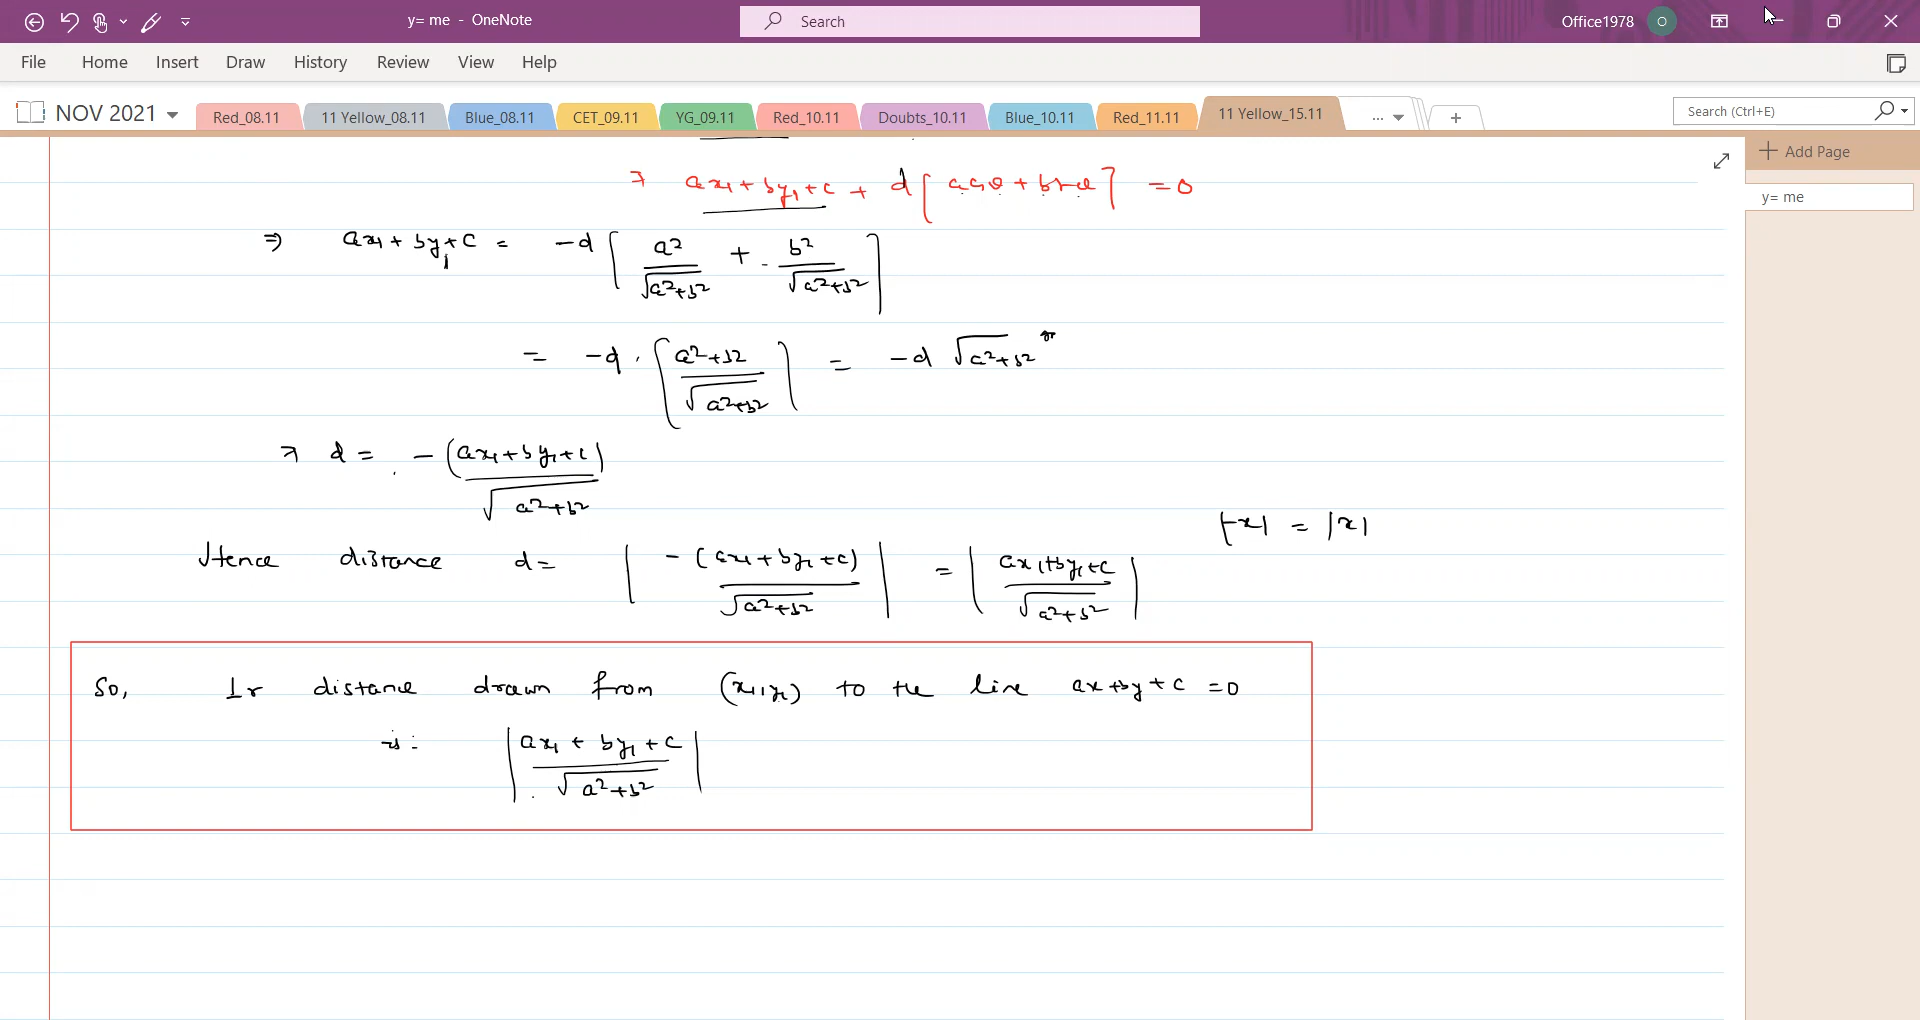 y= me - OneNote
Search
Office1978
O
File Home Insert Draw History Review View Help
NOV 2021
Red_08.11
11 Yellow_08.11
Blue_08.11
CET_09.11
YG_09.11
Red_10.11
Doubts_10.11
Blue_10.11
Red_11.11
11 Yellow_15.11
...
+
Search (Ctrl+E)
+ Add Page
y= me
⇒ ax₁ + by₁ + c + d[a cosθ + b sinθ] = 0
⇒ ax₁ + by₁ + c = -d [a²/√(a²+b²) + b²/√(a²+b²)]
= -d · [(a²+b²)/√(a²+b²)] = -d √(a²+b²)
⇒ d = -(ax₁+by₁+c)/√(a²+b²)
|-x| = |x|
Hence distance d = |-(ax₁+by₁+c)/√(a²+b²)| = |(ax₁+by₁+c)/√(a²+b²)|
So, ⊥r distance drawn from (x₁,y₁) to the line ax+by+c =0
is: |(ax₁ + by₁ + c)/√(a²+b²)|